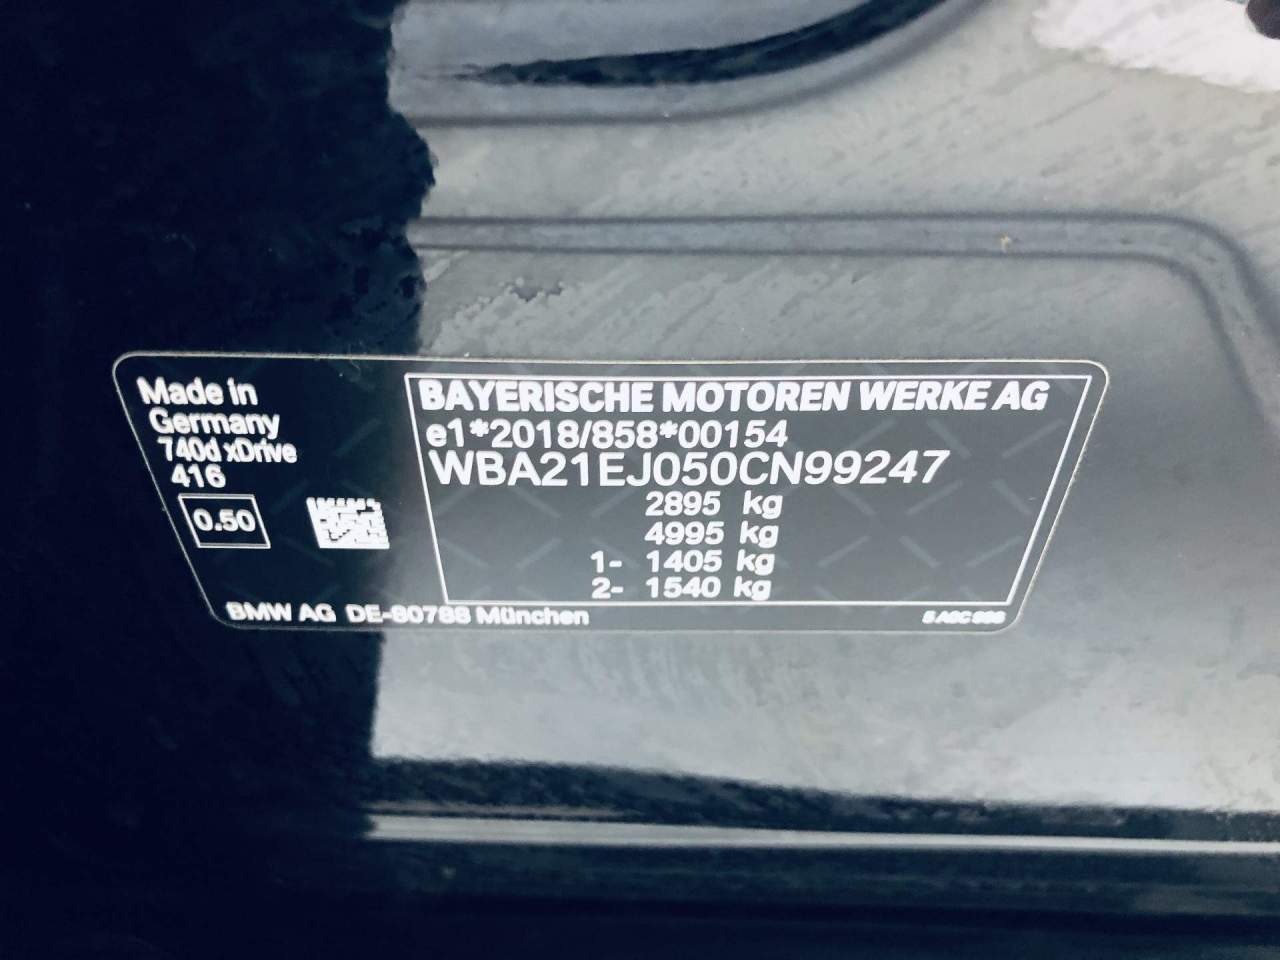 Made in
Germany
740d xDrive
416
0.50
BAYERISCHE MOTOREN WERKE AG
e1*2018/858*00154
WBA21EJ050CN99247
2895 kg
4995 kg
1- 1405 kg
2- 1540 kg
BMW AG DE-80788 München